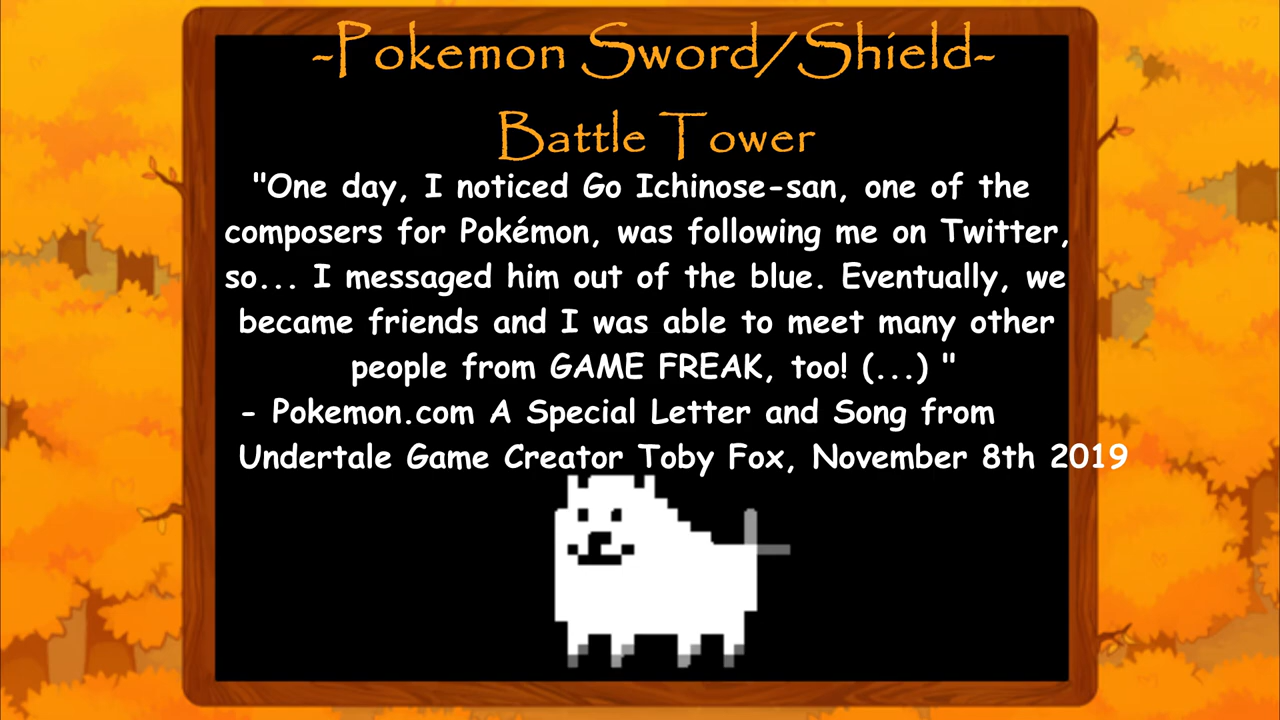 -Pokemon Sword/Shield-
Battle Tower
"One day, I noticed Go Ichinose-san, one of the
composers for Pokémon, was following me on Twitter,
so... I messaged him out of the blue. Eventually, we
became friends and I was able to meet many other
people from GAME FREAK, too! (...) "
- Pokemon.com A Special Letter and Song from
Undertale Game Creator Toby Fox, November 8th 2019